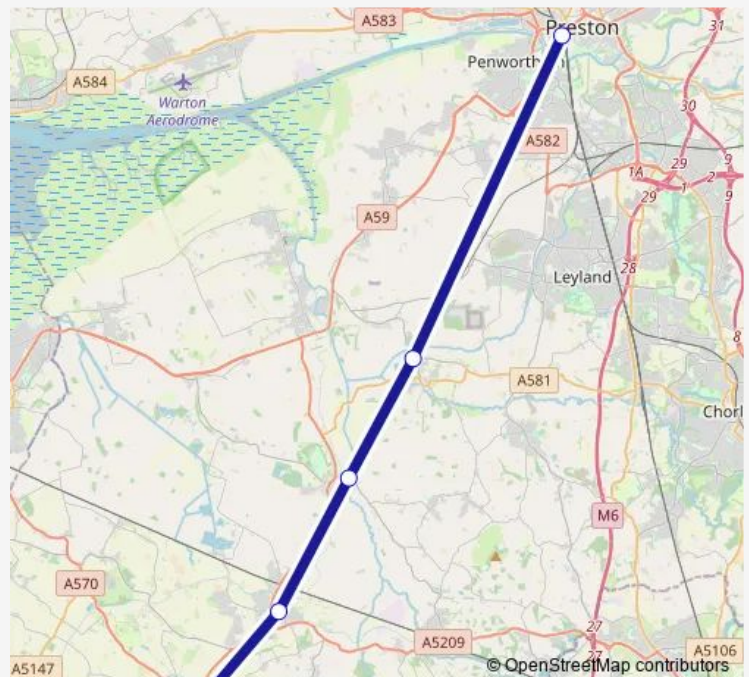 A583
Preston
31
A584
Penwortham
Warton
Aerodrome
30
A582
29
9
1A
2
1
29
9
A59
28
Leyland
8
A581
Chorl
M6
A570
27
A5209
A5106
27
A5147
© OpenStreetMap contributors